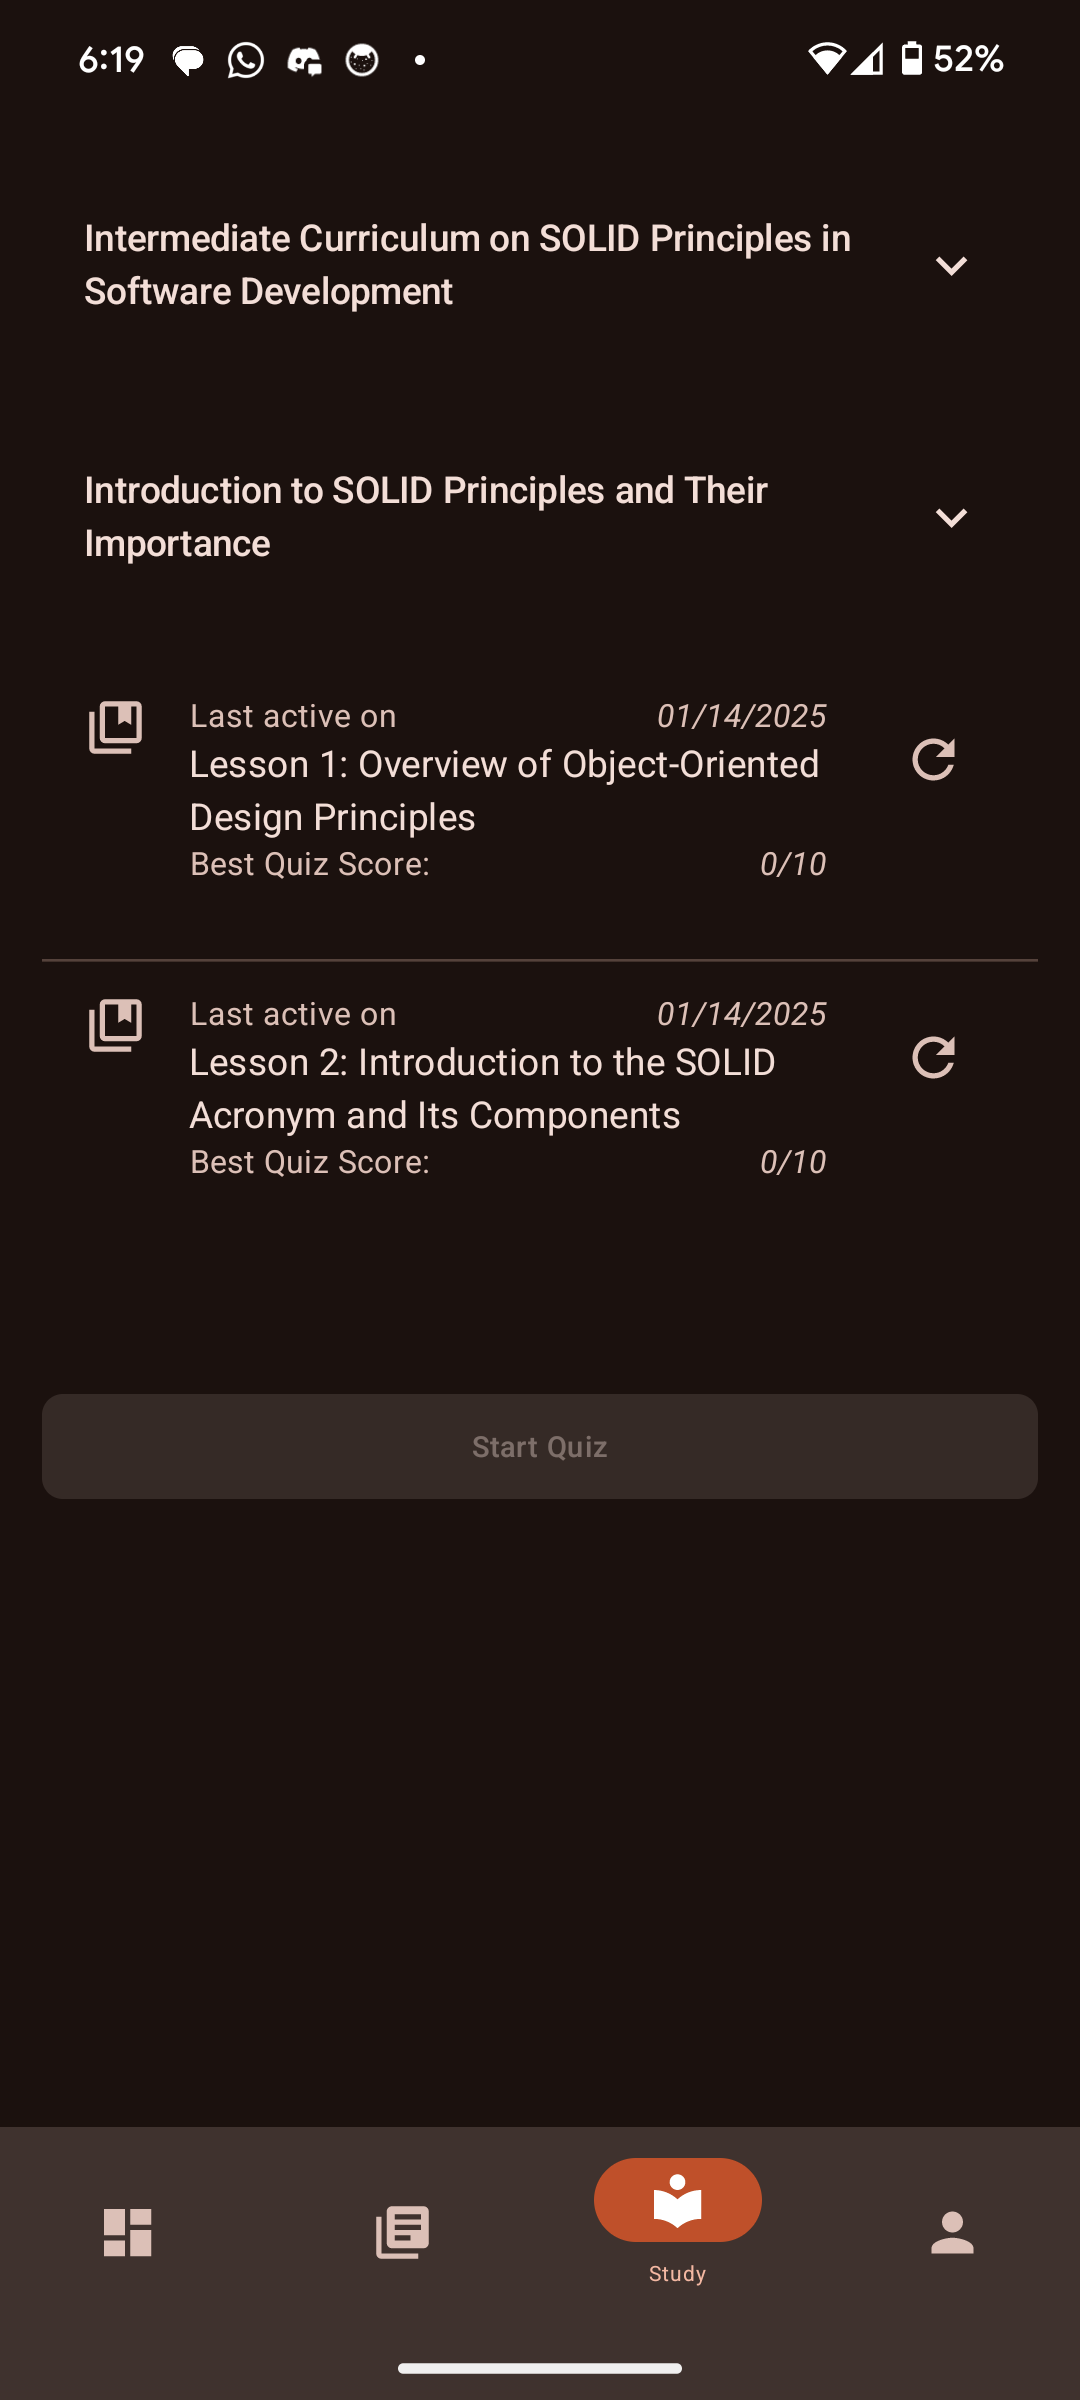 6:19
52%
Intermediate Curriculum on SOLID Principles in
Software Development
Introduction to SOLID Principles and Their
Importance
Last active on 01/14/2025
Lesson 1: Overview of Object-Oriented
Design Principles
Best Quiz Score: 0/10
Last active on 01/14/2025
Lesson 2: Introduction to the SOLID
Acronym and Its Components
Best Quiz Score: 0/10
Start Quiz
Study